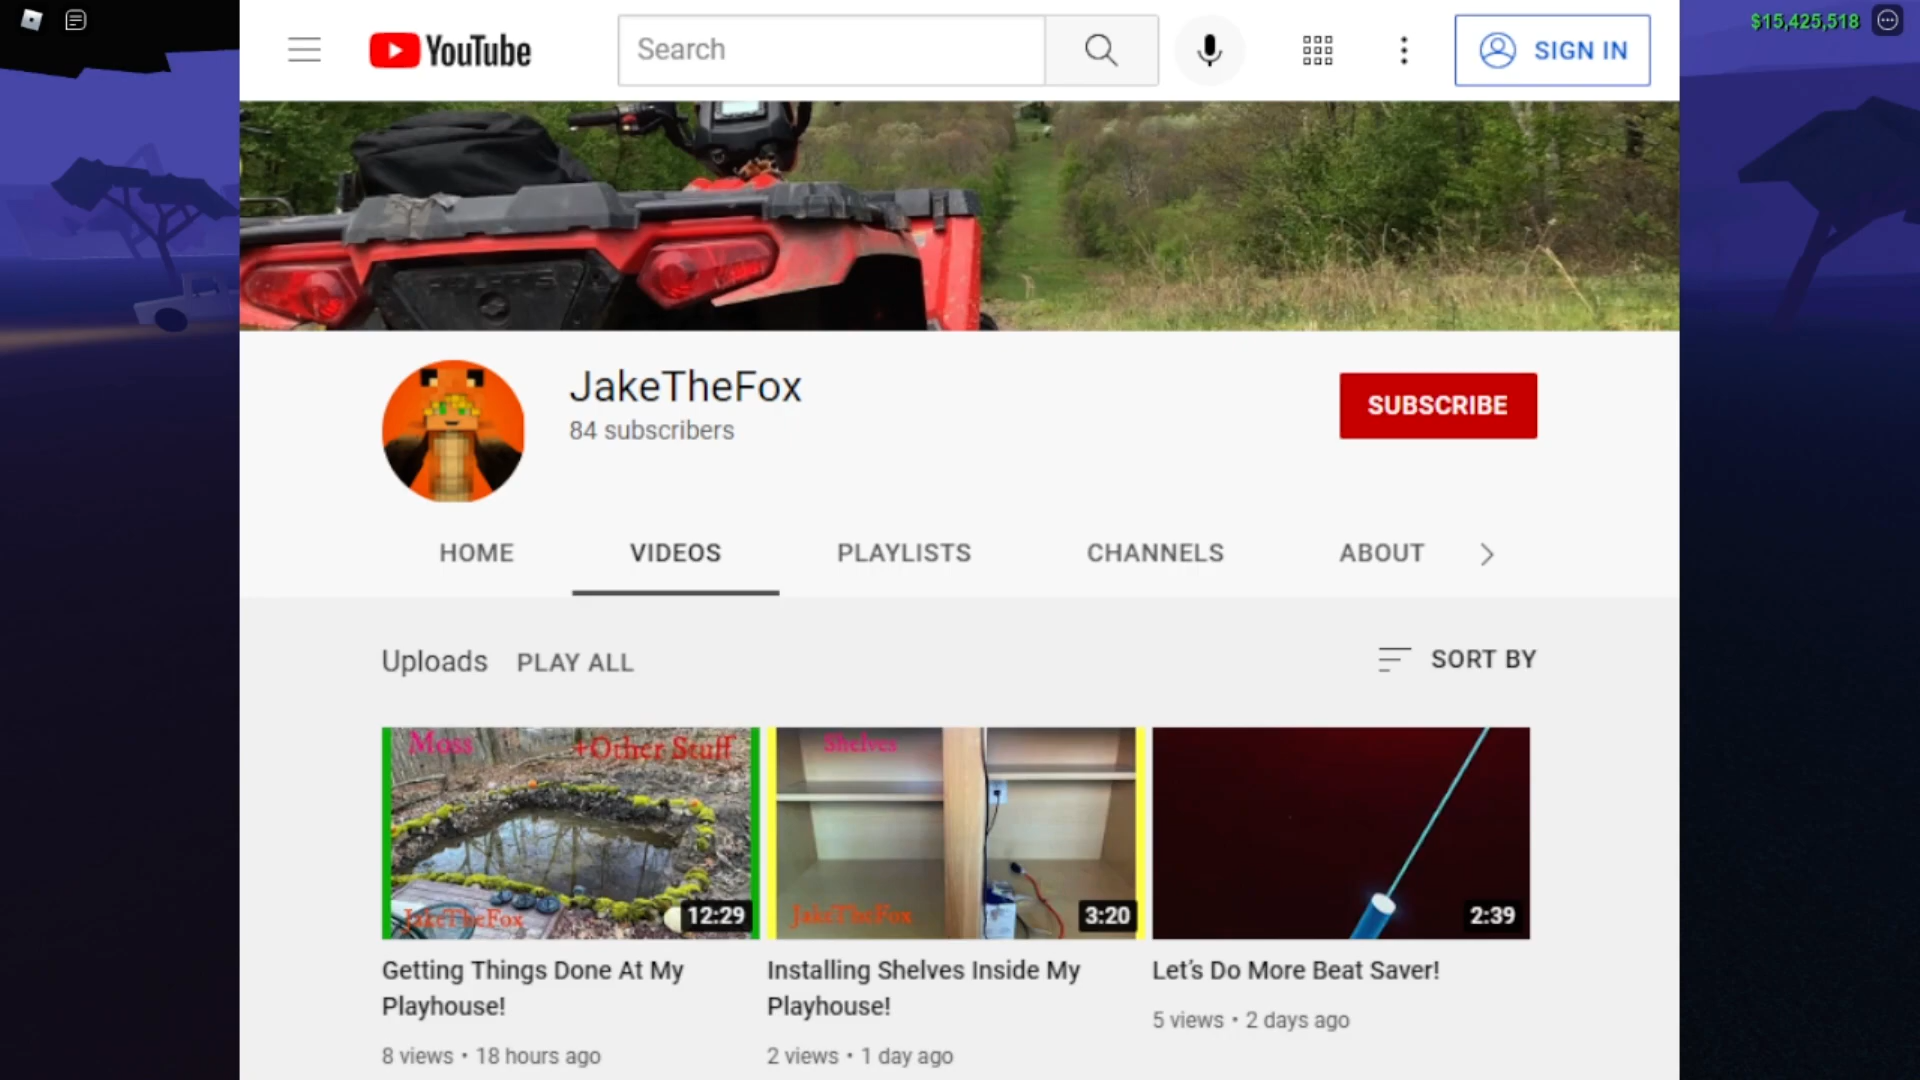 $15,425,518
YouTube
Search
SIGN IN
JakeTheFox
84 subscribers
SUBSCRIBE
HOME
VIDEOS
PLAYLISTS
CHANNELS
ABOUT
Uploads
PLAY ALL
SORT BY
Moss
+Other Stuff
JakeTheFox
12:29
Shelves
JakeTheFox
3:20
2:39
Getting Things Done At My
Playhouse!
8 views • 18 hours ago
Installing Shelves Inside My
Playhouse!
2 views • 1 day ago
Let's Do More Beat Saver!
5 views • 2 days ago